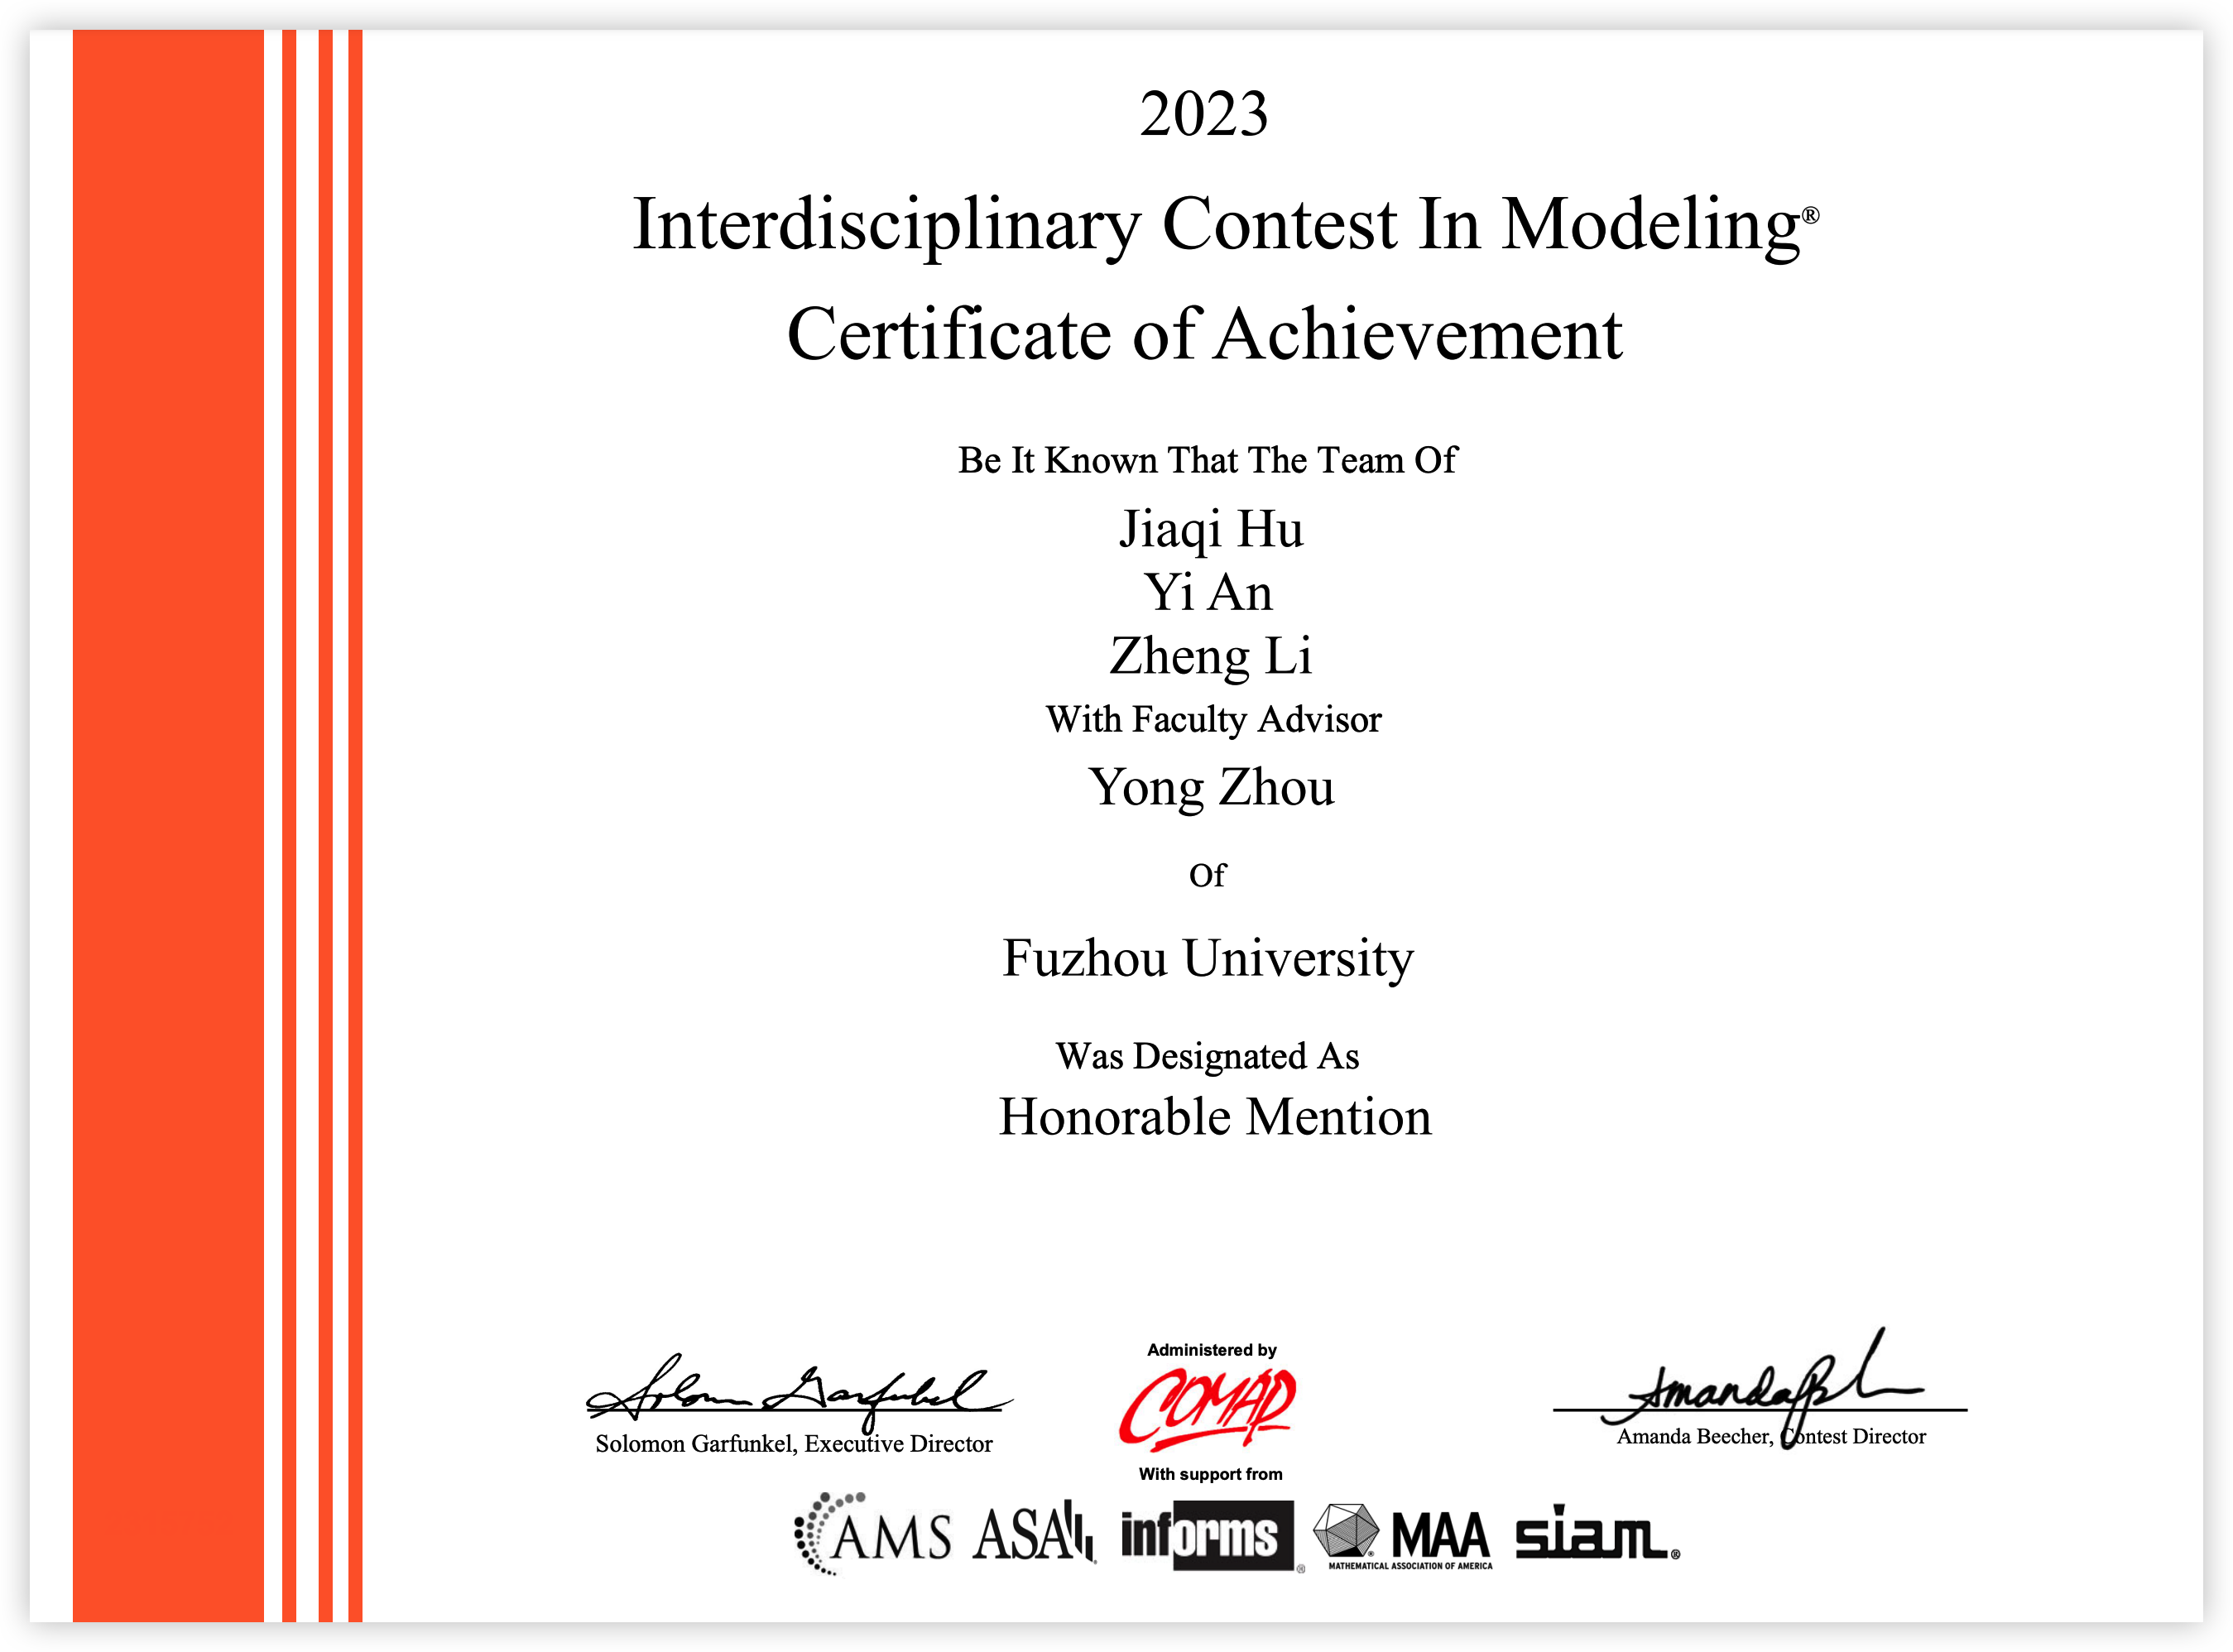 2023
Interdisciplinary Contest In Modeling®
Certificate of Achievement
Be It Known That The Team Of
Jiaqi Hu
Yi An
Zheng Li
With Faculty Advisor
Yong Zhou
Of
Fuzhou University
Was Designated As
Honorable Mention
Solomon Garfunkel
Solomon Garfunkel, Executive Director
Administered by
COMAP
With support from
Amanda Beecher, Contest Director
AMS ASA informs® MAA siam®
MATHEMATICAL ASSOCIATION OF AMERICA